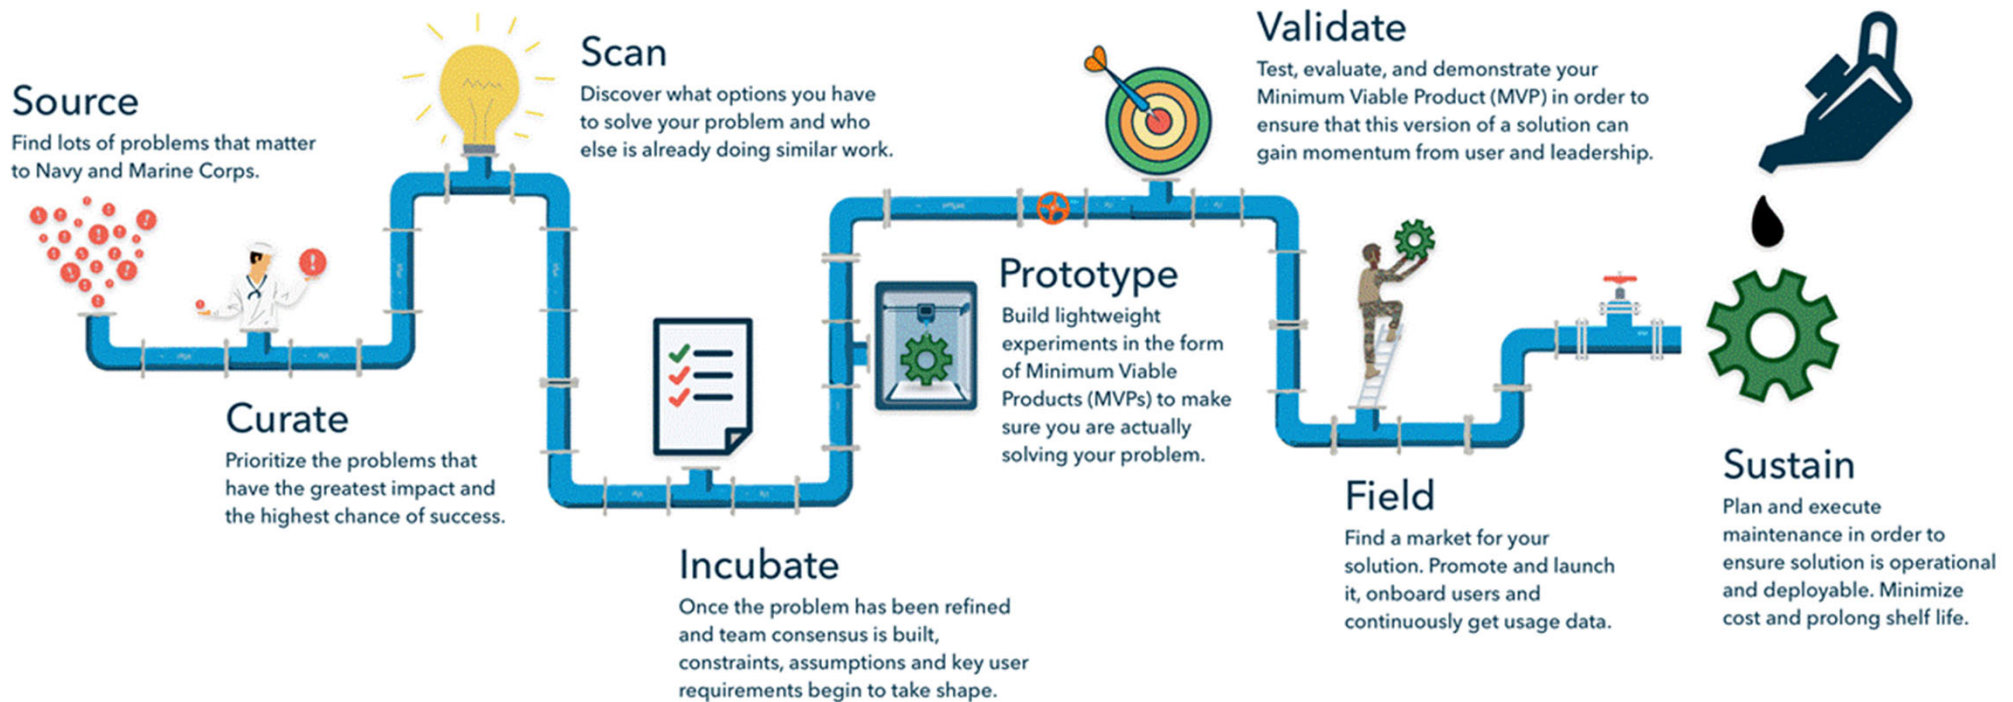 Source
Find lots of problems that matter
to Navy and Marine Corps.
Curate
Prioritize the problems that
have the greatest impact and
the highest chance of success.
Scan
Discover what options you have
to solve your problem and who
else is already doing similar work.
Incubate
Once the problem has been refined
and team consensus is built,
constraints, assumptions and key user
requirements begin to take shape.
Prototype
Build lightweight
experiments in the form
of Minimum Viable
Products (MVPs) to make
sure you are actually
solving your problem.
Validate
Test, evaluate, and demonstrate your
Minimum Viable Product (MVP) in order to
ensure that this version of a solution can
gain momentum from user and leadership.
Field
Find a market for your
solution. Promote and launch
it, onboard users and
continuously get usage data.
Sustain
Plan and execute
maintenance in order to
ensure solution is operational
and deployable. Minimize
cost and prolong shelf life.